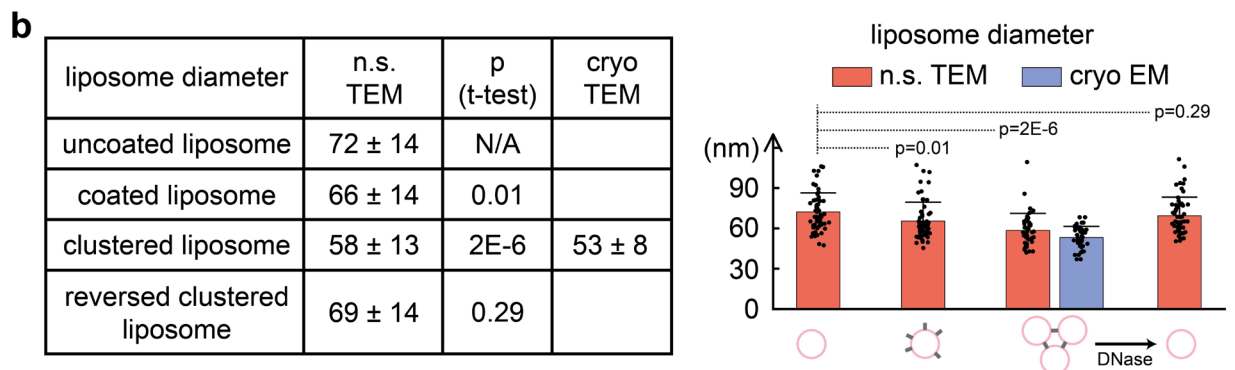 b
liposome diameter
n.s.
TEM
p
(t-test)
cryo
TEM
uncoated liposome
72 ± 14
N/A
coated liposome
66 ± 14
0.01
clustered liposome
58 ± 13
2E-6
53 ± 8
reversed clustered
liposome
69 ± 14
0.29
liposome diameter
n.s. TEM
cryo EM
p=0.29
p=2E-6
p=0.01
(nm)
90
60
30
0
DNase